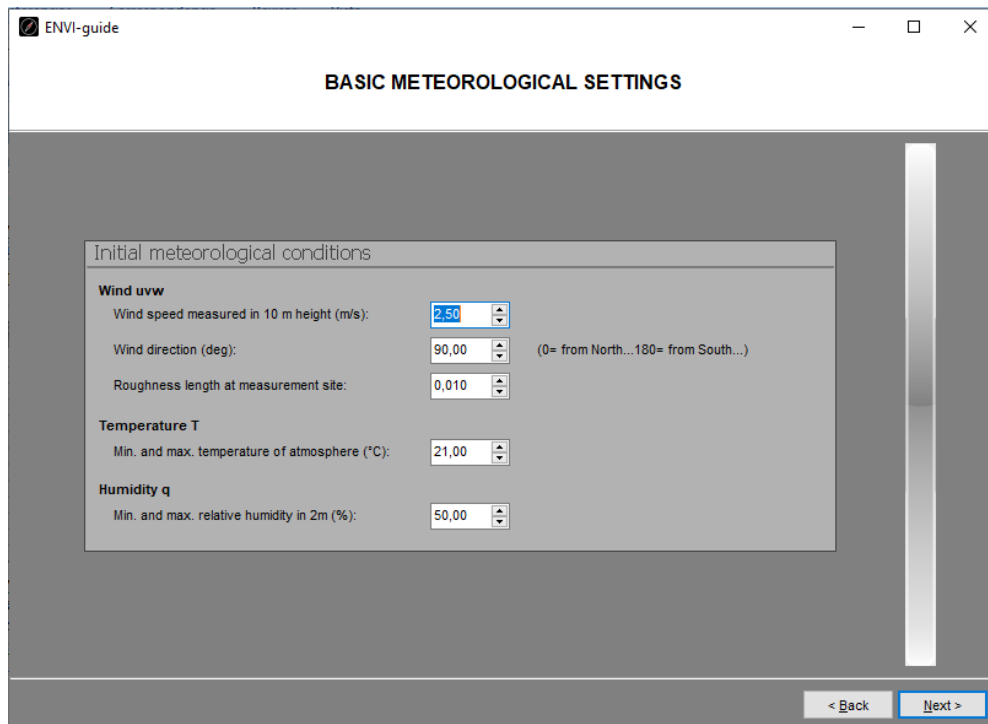 ENVI-guide
BASIC METEOROLOGICAL SETTINGS
Initial meteorological conditions
Wind uvw
Wind speed measured in 10 m height (m/s): 2,50
Wind direction (deg): 90,00 (0= from North...180= from South...)
Roughness length at measurement site: 0,010
Temperature T
Min. and max. temperature of atmosphere (°C): 21,00
Humidity q
Min. and max. relative humidity in 2m (%): 50,00
< Back Next >